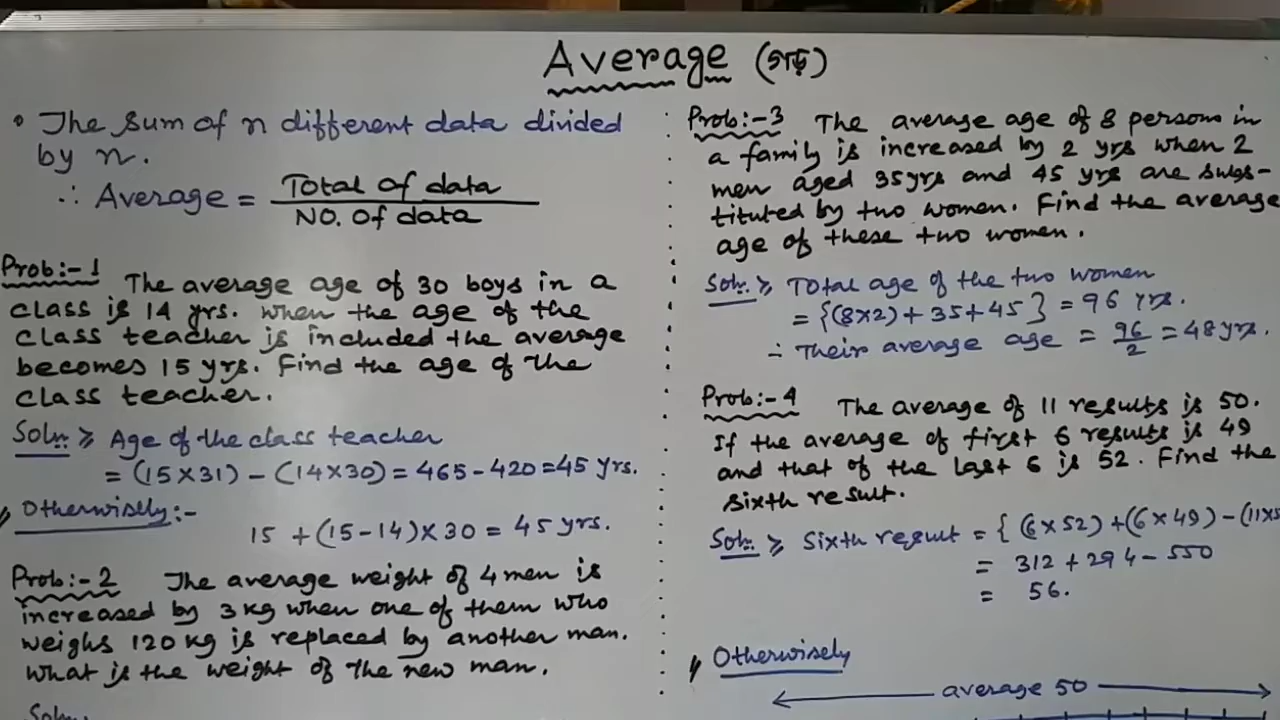 Average (গড়)
• The sum of n different data divided
by n.
∴ Average = Total of data
No. of data
Prob:-1 The average age of 30 boys in a
class is 14 yrs. when the age of the
class teacher is included the average
becomes 15 yrs. Find the age of the
class teacher.
Soln: ⇒ Age of the class teacher
= (15×31) - (14×30) = 465-420=45 yrs.
Otherwisely:-
15 + (15-14)×30 = 45 yrs.
Prob:-2 The average weight of 4 men is
increased by 3 kg when one of them who
weighs 120 kg is replaced by another man.
What is the weight of the new man.
Soln:
Prob:-3 The average age of 8 persons in
a family is increased by 2 yrs when 2
men aged 35yrs and 45 yrs are subs-
tituted by two women. Find the average
age of these two women.
Soln: ⇒ Total age of the two women
= {(8×2) + 35+45} = 96 yrs.
∴ Their average age = 96/2 = 48 yrs.
Prob:-4 The average of 11 results is 50.
If the average of first 6 results is 49
and that of the last 6 is 52. Find the
sixth result.
Soln: ⇒ Sixth result = { (6×52) + (6×49) - (11×5
= 312 + 294 - 550
= 56.
Otherwisely
average 50